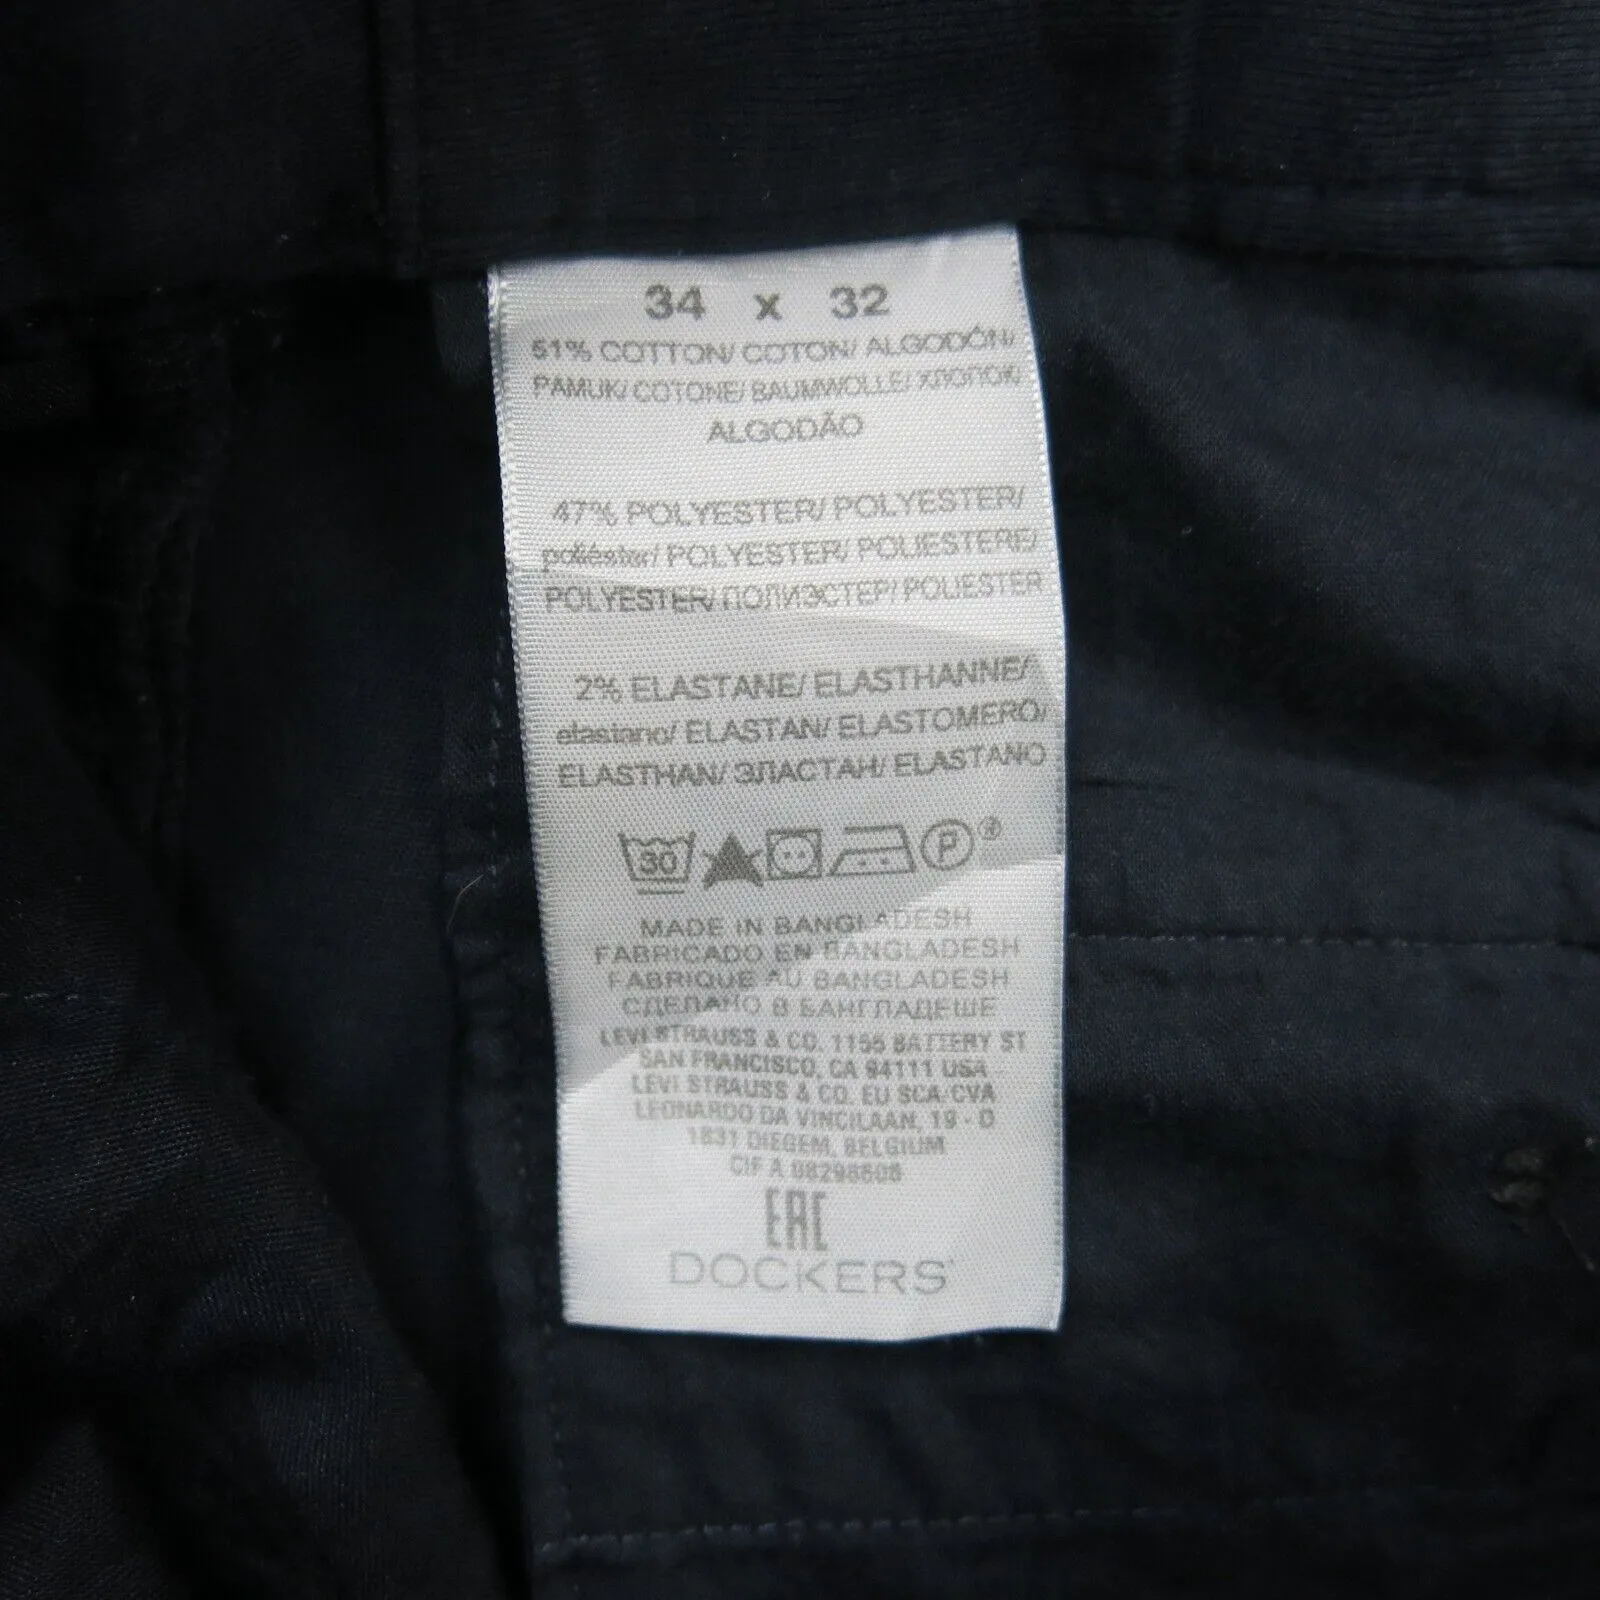 34 x 32
51% COTTON/ COTON/ ALGODÓN/
PAMUK/ COTONE/ BAUMWOLLE/ ХЛОПОК/
ALGODÃO
47% POLYESTER/ POLYESTER/
poliéster/ POLYESTER/ POLIESTERE/
POLYESTER/ ПОЛИЭСТЕР/ POLIESTER
2% ELASTANE/ ELASTHANNE/
elastano/ ELASTAN/ ELASTOMERO/
ELASTHAN/ ЭЛАСТАН/ ELASTANO
30 P ®
MADE IN BANGLADESH
FABRICADO EN BANGLADESH
FABRIQUE AU BANGLADESH
СДЕЛАНО В БАНГЛАДЕШЕ
LEVI STRAUSS & CO. 1155 BATTERY ST
SAN FRANCISCO, CA 94111 USA
LEVI STRAUSS & CO. EU SCA/CVA
LEONARDO DA VINCILAAN, 19 - D
1831 DIEGEM, BELGIUM
CIF A 08298606
EAC
DOCKERS